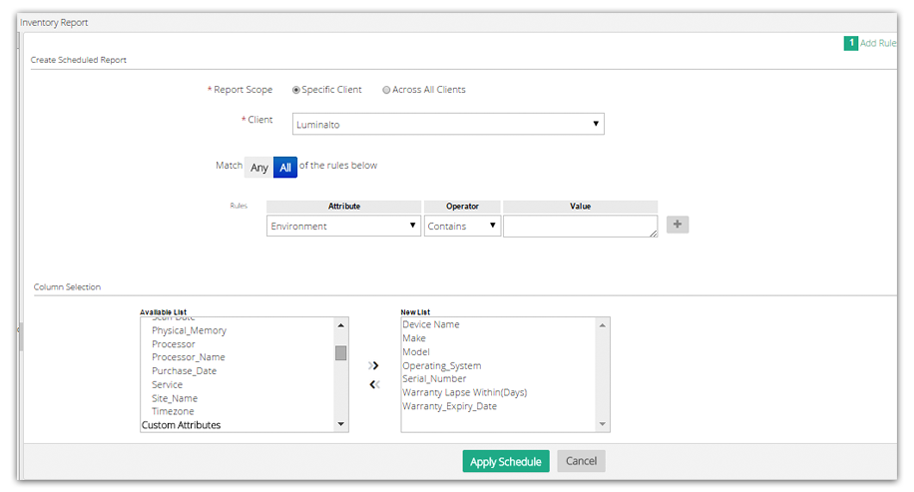 Inventory Report
1 Add Rule
Create Scheduled Report
* Report Scope Specific Client Across All Clients
* Client Luminalto
Match Any All of the rules below
Rules Attribute Operator Value
Environment Contains +
Column Selection
Available List New List
Scan Date
Physical_Memory
Processor
Processor_Name
Purchase_Date
Service
Site_Name
Timezone
Custom Attributes
Device Name
Make
Model
Operating_System
Serial_Number
Warranty Lapse Within(Days)
Warranty_Expiry_Date
Apply Schedule Cancel